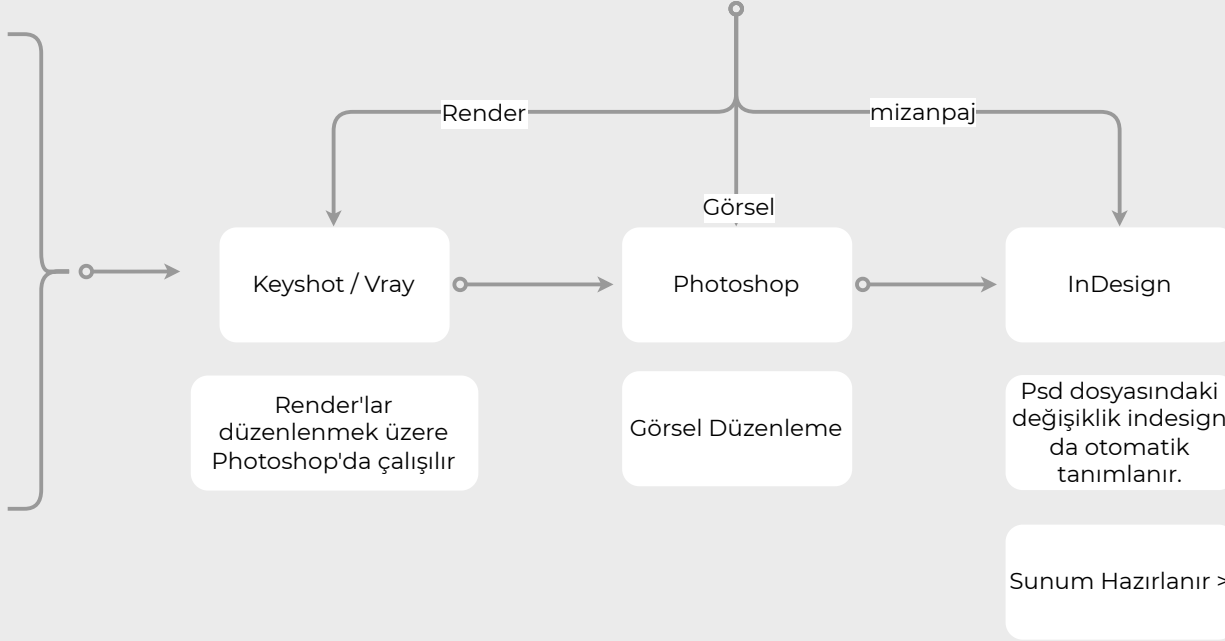 Render
mizanpaj
Görsel
Keyshot / Vray
Photoshop
InDesign
Render'lar
düzenlenmek üzere
Photoshop'da çalışılır
Görsel Düzenleme
Psd dosyasındaki
değişiklik indesign
da otomatik
tanımlanır.
Sunum Hazırlanır >